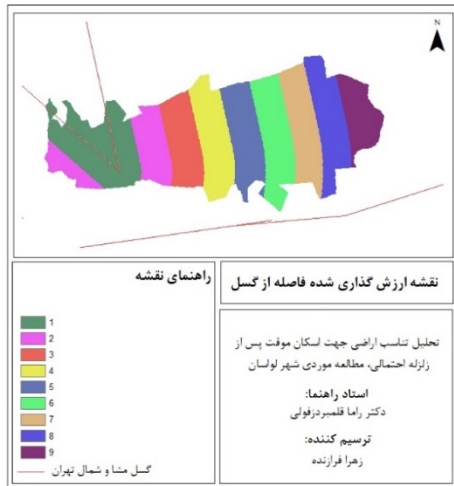 N
نقشه ارزش گذاری شده فاصله از گسل
تحلیل تناسب اراضی جهت اسکان موقت پس از
زلزله احتمالی، مطالعه موردی شهر لواسان
استاد راهنما:
دکتر راما قلمبردزفولی
ترسیم کننده:
زهرا فرازنده
راهنمای نقشه
1
2
3
4
5
6
7
8
9
گسل مشا و شمال تهران